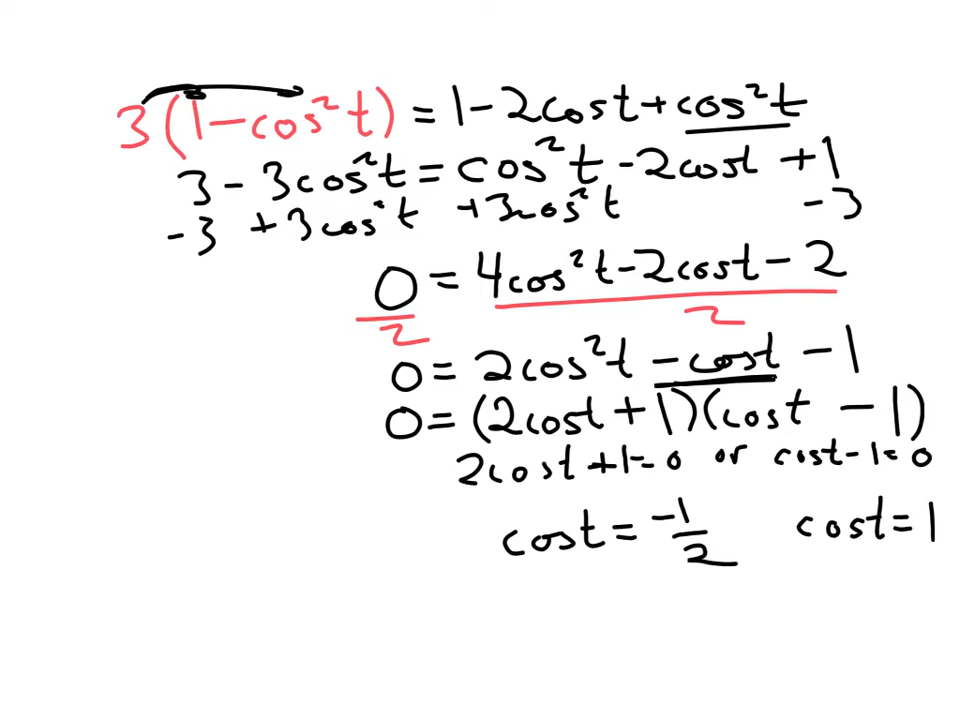 3(1-cos²t) = 1-2cost+cos²t
3 - 3cos²t = cos²t -2cost +1
-3 +3cos²t +3cos²t -3
0 = 4cos²t-2cost-2
2 2
0 = 2cos²t -cost -1
0 = (2cost + 1)(cost - 1)
2cost+1=0 or cost-1=0
cost = -1/2 cost = 1